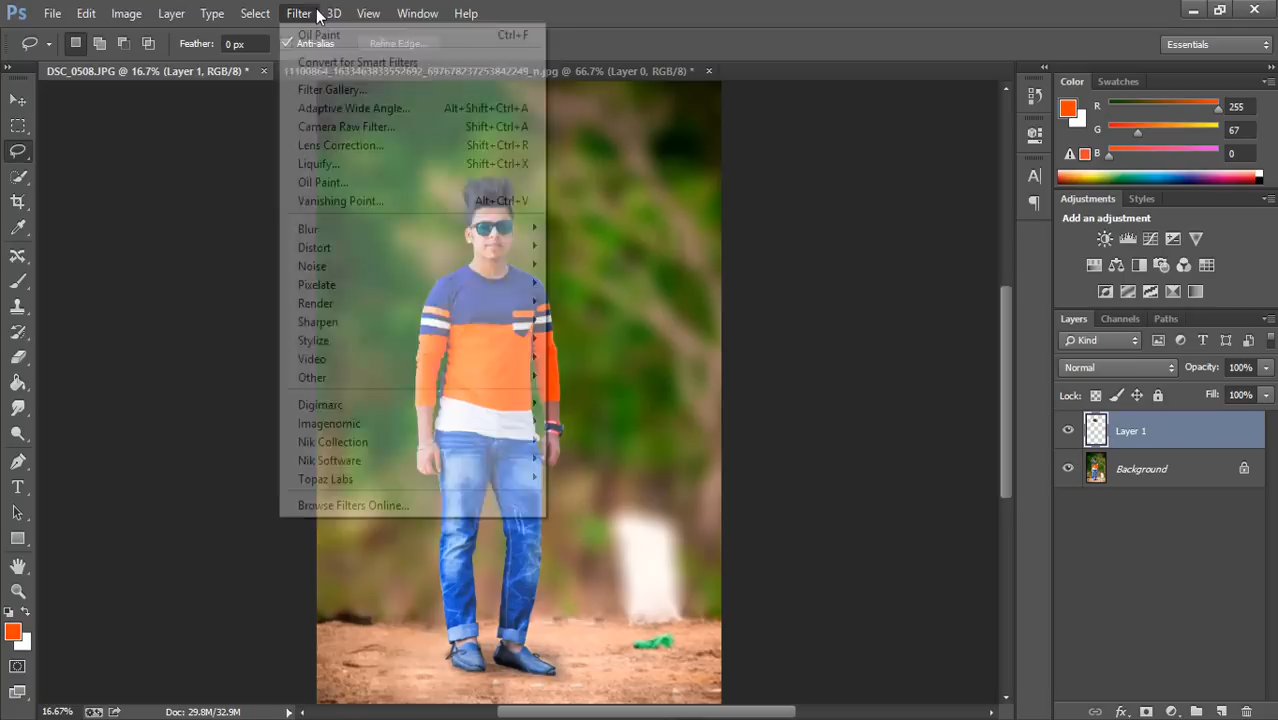 Ps File Edit Image Layer Type Select Filter 3D View Window Help
Feather: 0 px Anti-alias Refine Edge... Essentials
DSC_0508.JPG @ 16.7% (Layer 1, RGB/8) * × 11100864_1633463833552692_6976782372538422​49_n.jpg @ 66.7% (Layer 0, RGB/8) * ×
Oil Paint Ctrl+F
Convert for Smart Filters
Filter Gallery...
Adaptive Wide Angle... Alt+Shift+Ctrl+A
Camera Raw Filter... Shift+Ctrl+A
Lens Correction... Shift+Ctrl+R
Liquify... Shift+Ctrl+X
Oil Paint...
Vanishing Point... Alt+Ctrl+V
Blur
Distort
Noise
Pixelate
Render
Sharpen
Stylize
Video
Other
Digimarc
Imagenomic
Nik Collection
Nik Software
Topaz Labs
Browse Filters Online...
Color Swatches
R 255
G 67
B 0
Adjustments Styles
Add an adjustment
Layers Channels Paths
Kind
Normal Opacity: 100%
Lock: Fill: 100%
Layer 1
Background
16.67% Doc: 29.8M/32.9M